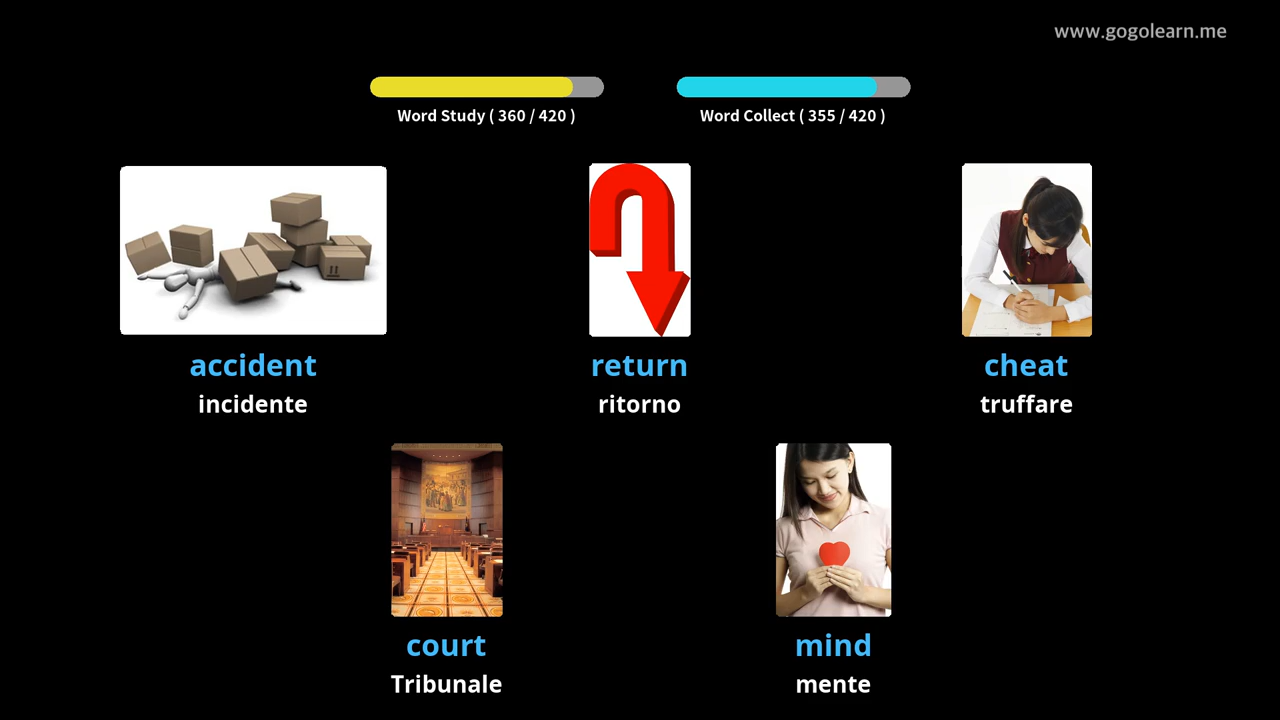 www.gogolearn.me
Word Study ( 360 / 420 )
Word Collect ( 355 / 420 )
accident
incidente
return
ritorno
cheat
truffare
court
Tribunale
mind
mente